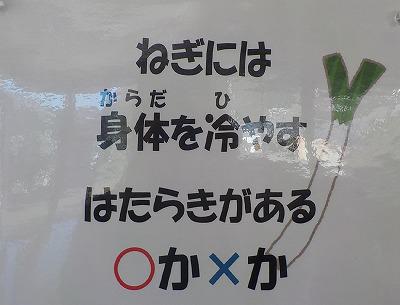 ねぎには
からだ ひ
身体を冷やす
はたらきがある
○か×か